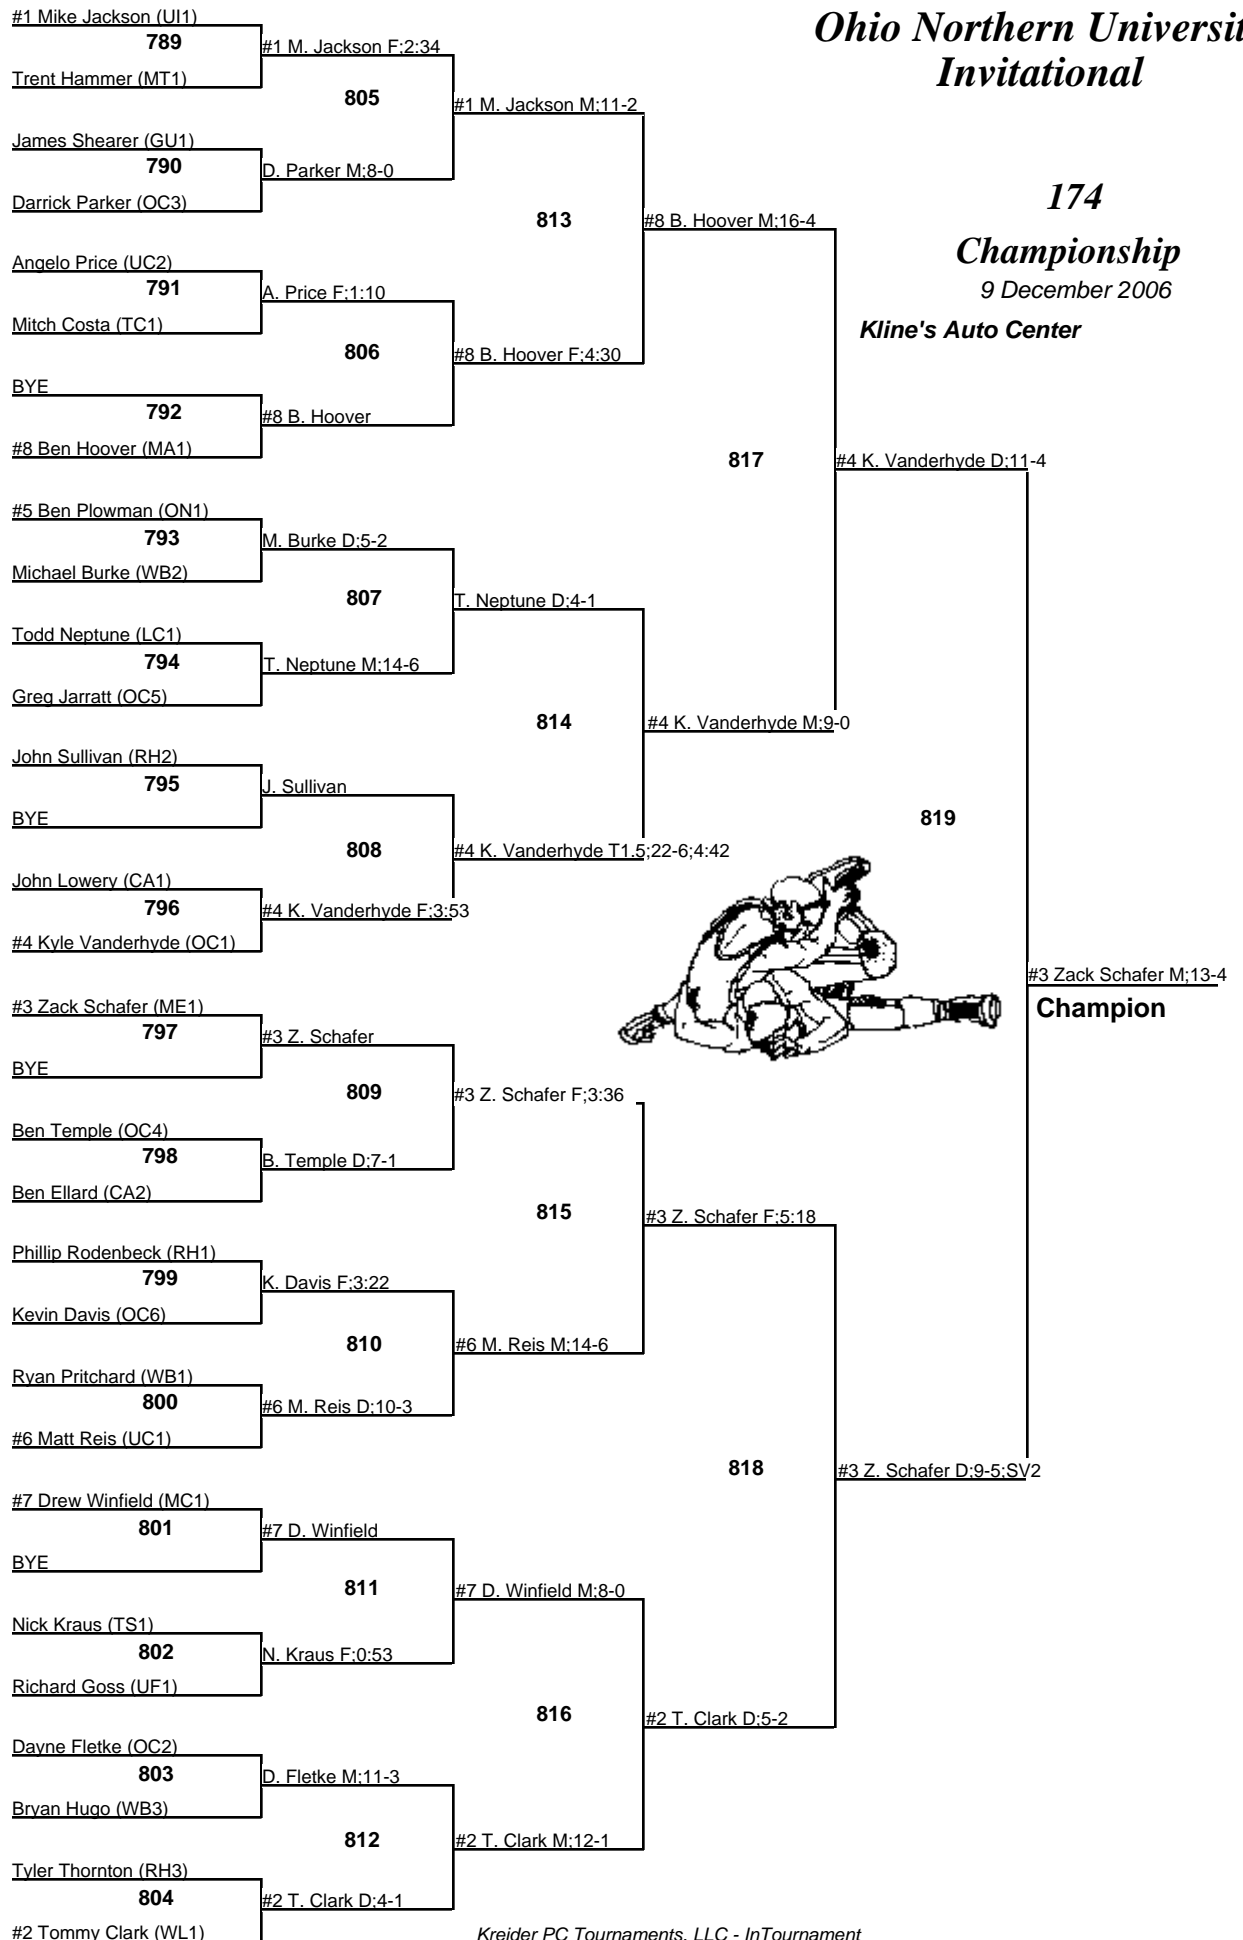 #1 Mike Jackson (UI1)
789
Trent Hammer (MT1)
James Shearer (GU1)
790
Darrick Parker (OC3)
Angelo Price (UC2)
791
Mitch Costa (TC1)
BYE
792
#8 Ben Hoover (MA1)
#5 Ben Plowman (ON1)
793
Michael Burke (WB2)
Todd Neptune (LC1)
794
Greg Jarratt (OC5)
John Sullivan (RH2)
795
BYE
John Lowery (CA1)
796
#4 Kyle Vanderhyde (OC1)
#3 Zack Schafer (ME1)
797
BYE
Ben Temple (OC4)
798
Ben Ellard (CA2)
Phillip Rodenbeck (RH1)
799
Kevin Davis (OC6)
Ryan Pritchard (WB1)
800
#6 Matt Reis (UC1)
#7 Drew Winfield (MC1)
801
BYE
Nick Kraus (TS1)
802
Richard Goss (UF1)
Dayne Fletke (OC2)
803
Bryan Hugo (WB3)
Tyler Thornton (RH3)
804
#2 Tommy Clark (WL1)
#1 M. Jackson F;2:34
805
D. Parker M;8-0
A. Price F;1:10
806
#8 B. Hoover
M. Burke D;5-2
807
T. Neptune M;14-6
J. Sullivan
808
#4 K. Vanderhyde F;3:53
#3 Z. Schafer
809
B. Temple D;7-1
K. Davis F;3:22
810
#6 M. Reis D;10-3
#7 D. Winfield
811
N. Kraus F;0:53
D. Fletke M;11-3
812
#2 T. Clark D;4-1
#1 M. Jackson M;11-2
813
#8 B. Hoover F;4:30
T. Neptune D;4-1
814
#4 K. Vanderhyde T1.5;22-6;4:42
#3 Z. Schafer F;3:36
815
#6 M. Reis M;14-6
#7 D. Winfield M;8-0
816
#2 T. Clark M;12-1
#8 B. Hoover M;16-4
817
#4 K. Vanderhyde M;9-0
#3 Z. Schafer F;5:18
818
#2 T. Clark D;5-2
#4 K. Vanderhyde D;11-4
819
#3 Z. Schafer D;9-5;SV2
#3 Zack Schafer M;13-4
Champion
Ohio Northern Universit
Invitational
174
Championship
9 December 2006
Kline's Auto Center
Kreider PC Tournaments, LLC - InTournament